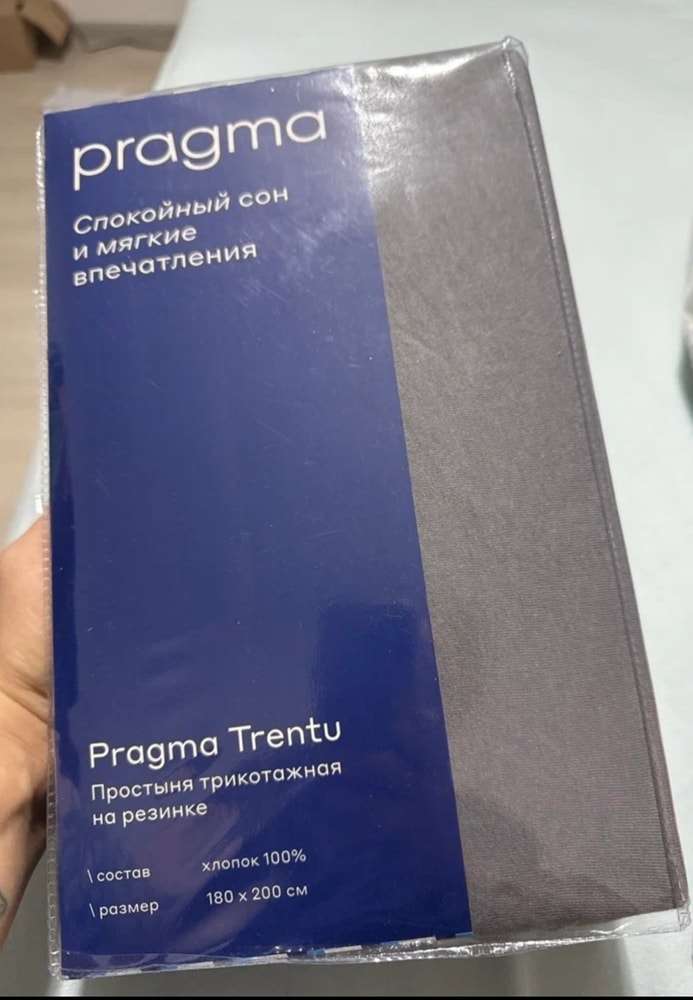 pragma
Спокойный сон
и мягкие
впечатления
Pragma Trentu
Простыня трикотажная
на резинке
\ состав хлопок 100%
\ размер 180 x 200 см